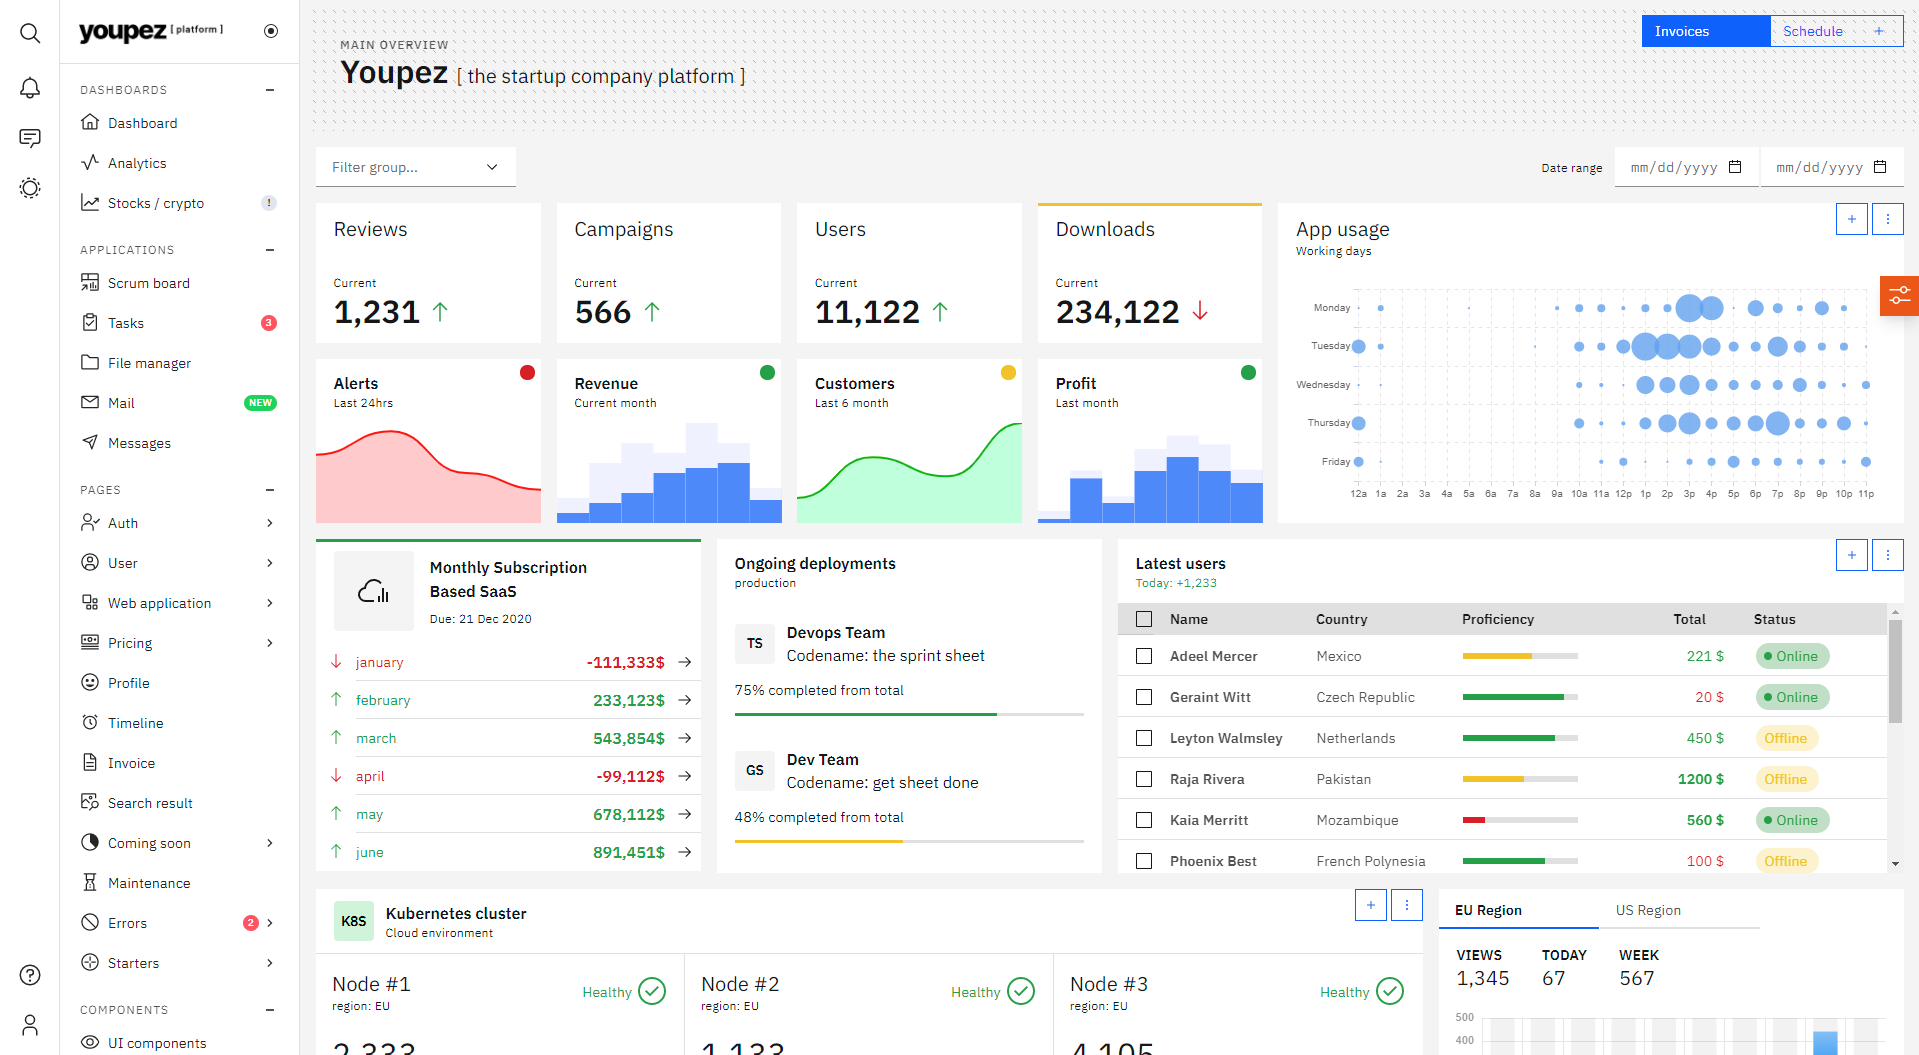 youpez [ platform ]
DASHBOARDS
Dashboard
Analytics
Stocks / crypto !
APPLICATIONS
Scrum board
Tasks 3
File manager
Mail NEW
Messages
PAGES
Auth
User
Web application
Pricing
Profile
Timeline
Invoice
Search result
Coming soon
Maintenance
Errors 2
Starters
COMPONENTS
UI components
MAIN OVERVIEW
Youpez [ the startup company platform ]
Invoices
Schedule +
Filter group...
Date range mm/dd/yyyy mm/dd/yyyy
Reviews
Current
1,231
Campaigns
Current
566
Users
Current
11,122
Downloads
Current
234,122
App usage
Working days
Monday
Tuesday
Wednesday
Thursday
Friday
12a 1a 2a 3a 4a 5a 6a 7a 8a 9a 10a 11a 12p 1p 2p 3p 4p 5p 6p 7p 8p 9p 10p 11p
Alerts
Last 24hrs
Revenue
Current month
Customers
Last 6 month
Profit
Last month
Monthly Subscription
Based SaaS
Due: 21 Dec 2020
january -111,333$
february 233,123$
march 543,854$
april -99,112$
may 678,112$
june 891,451$
Ongoing deployments
production
TS
Devops Team
Codename: the sprint sheet
75% completed from total
GS
Dev Team
Codename: get sheet done
48% completed from total
Latest users
Today: +1,233
Name Country Proficiency Total Status
Adeel Mercer Mexico 221 $ Online
Geraint Witt Czech Republic 20 $ Online
Leyton Walmsley Netherlands 450 $ Offline
Raja Rivera Pakistan 1200 $ Offline
Kaia Merritt Mozambique 560 $ Online
Phoenix Best French Polynesia 100 $ Offline
K8S
Kubernetes cluster
Cloud environment
Node #1
region: EU
Healthy
2,333
Node #2
region: EU
Healthy
1,133
Node #3
region: EU
Healthy
4,105
EU Region US Region
VIEWS TODAY WEEK
1,345 67 567
500
400